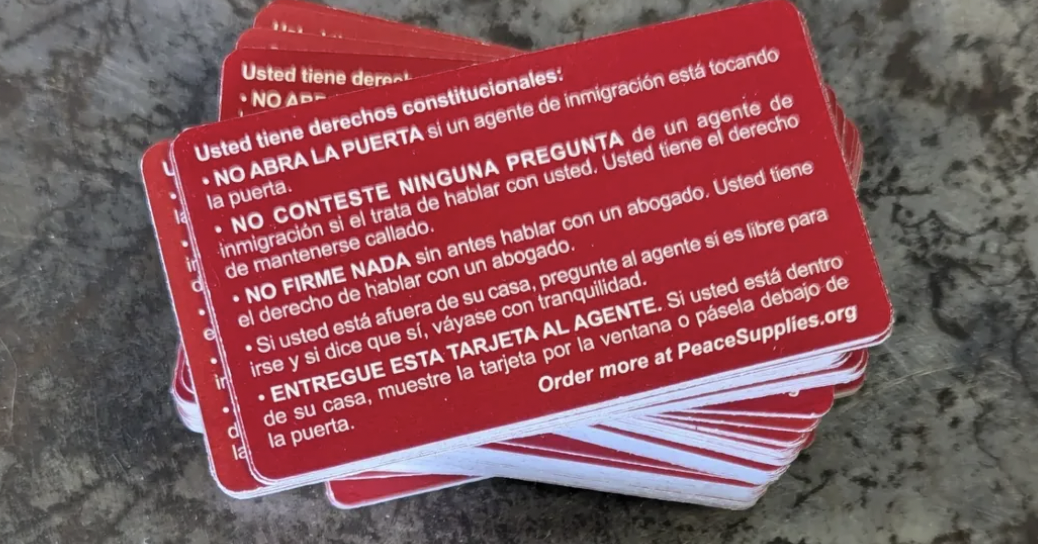 Usted tiene derechos constitucionales:
• NO ABRA LA PUERTA si un agente de inmigración está tocando
la puerta.
• NO CONTESTE NINGUNA PREGUNTA de un agente de
inmigración si el trata de hablar con usted. Usted tiene el derecho
de mantenerse callado.
• NO FIRME NADA sin antes hablar con un abogado. Usted tiene
el derecho de hablar con un abogado.
• Si usted está afuera de su casa, pregunte al agente si es libre para
irse y si dice que sí, váyase con tranquilidad.
• ENTREGUE ESTA TARJETA AL AGENTE. Si usted está dentro
de su casa, muestre la tarjeta por la ventana o pásela debajo de
la puerta.
Order more at PeaceSupplies.org
Usted tiene
• NO